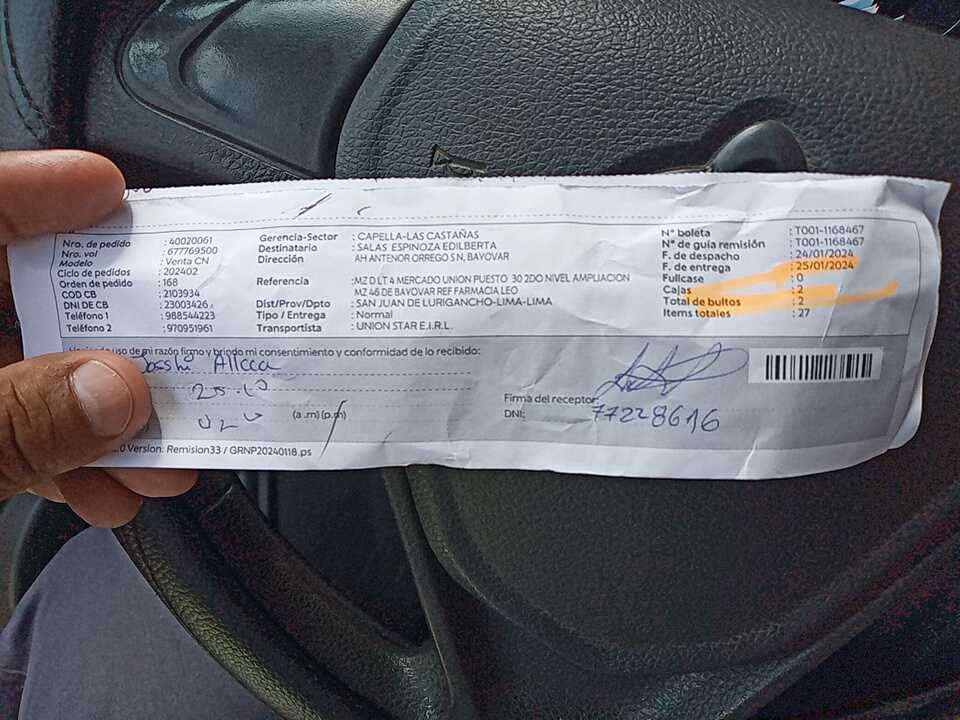 Nro. de pedido : 40020061
Nro. vol : 677769500
Modelo : Venta CN
Ciclo de pedidos : 202402
Orden de pedido : 168
COD CB : 2103934
DNI DE CB : 23003426
Teléfono 1 : 988544223
Teléfono 2 : 970951961
Gerencia-Sector : CAPELLA-LAS CASTAÑAS
Destinatario : SALAS ESPINOZA EDILBERTA
Dirección AH ANTENOR ORREGO SN, BAYOVAR
Referencia : MZ D LT 4 MERCADO UNION PUESTO 30 2DO NIVEL AMPLIACION
MZ 46 DE BAYOVAR REF FARMACIA LEO
Dist/Prov/Dpto : SAN JUAN DE LURIGANCHO-LIMA-LIMA
Tipo / Entrega : Normal
Transportista : UNION STAR E.I.R.L.
N° boleta : T001-1168467
N° de guía remisión : T001-1168467
F. de despacho : 24/01/2024
F. de entrega : 25/01/2024
Fullcase : 0
Cajas : 2
Total de bultos : 2
Items totales : 27
uso de mi razón firmo y brindo mi consentimiento y conformidad de lo recibido:
Allcca
(a .m) (p.m)
Firma del receptor:
DNI: 77228616
.0 Version: Remision33 / GRNP20240118.ps